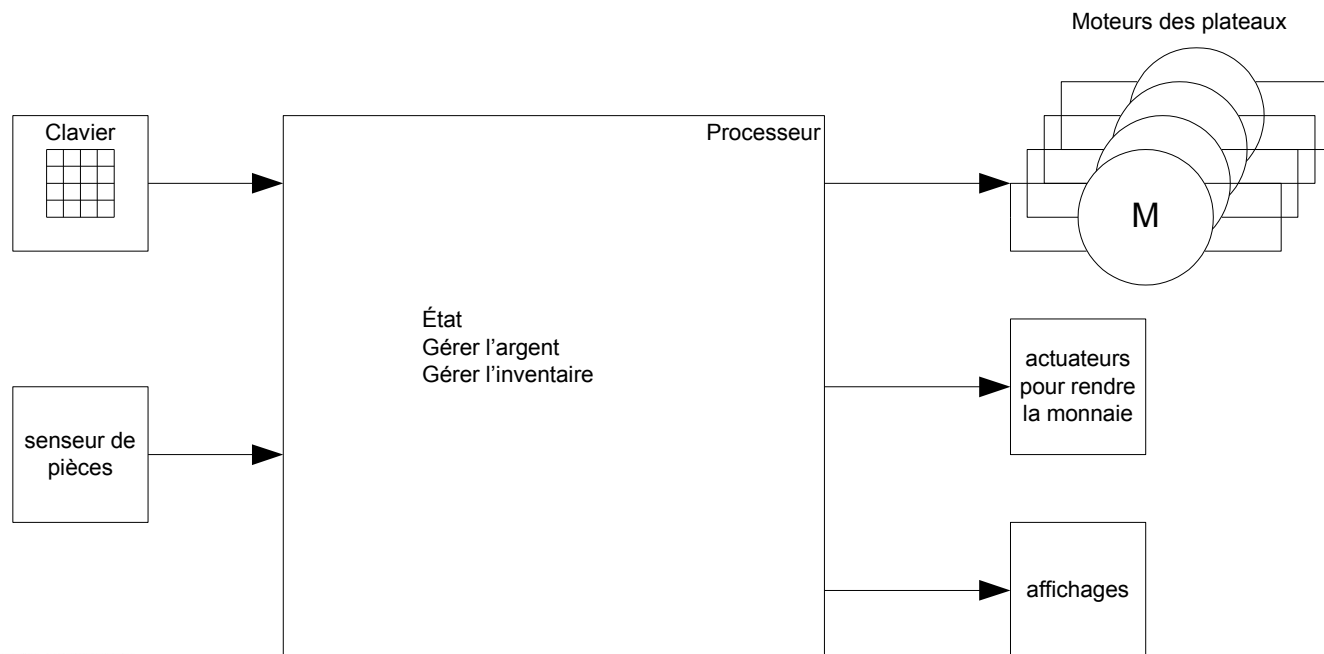 Moteurs des plateaux
Clavier
Processeur
M
État
Gérer l'argent
Gérer l'inventaire
senseur de
pièces
actuateurs
pour rendre
la monnaie
affichages